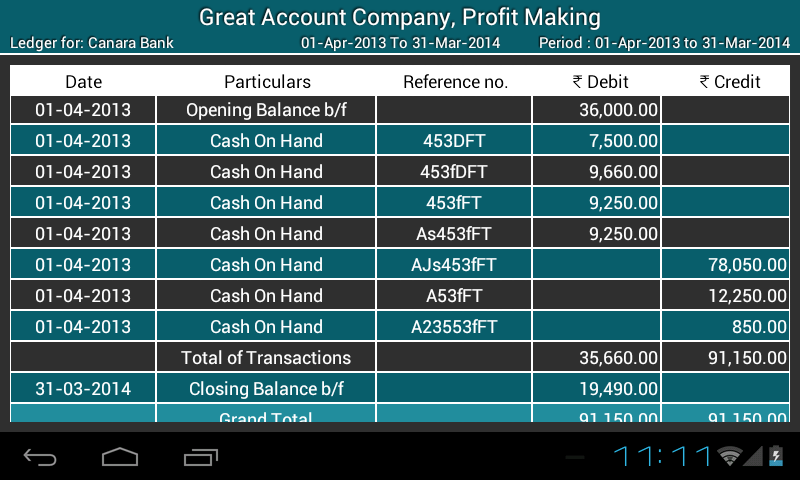 Great Account Company, Profit Making
Ledger for: Canara Bank 01-Apr-2013 To 31-Mar-2014 Period : 01-Apr-2013 to 31-Mar-2014
Date Particulars Reference no. ₹ Debit ₹ Credit
01-04-2013 Opening Balance b/f 36,000.00
01-04-2013 Cash On Hand 453DFT 7,500.00
01-04-2013 Cash On Hand 453fDFT 9,660.00
01-04-2013 Cash On Hand 453fFT 9,250.00
01-04-2013 Cash On Hand As453fFT 9,250.00
01-04-2013 Cash On Hand AJs453fFT 78,050.00
01-04-2013 Cash On Hand A53fFT 12,250.00
01-04-2013 Cash On Hand A23553fFT 850.00
Total of Transactions 35,660.00 91,150.00
31-03-2014 Closing Balance b/f 19,490.00
Grand Total 91,150.00 91,150.00
11:11